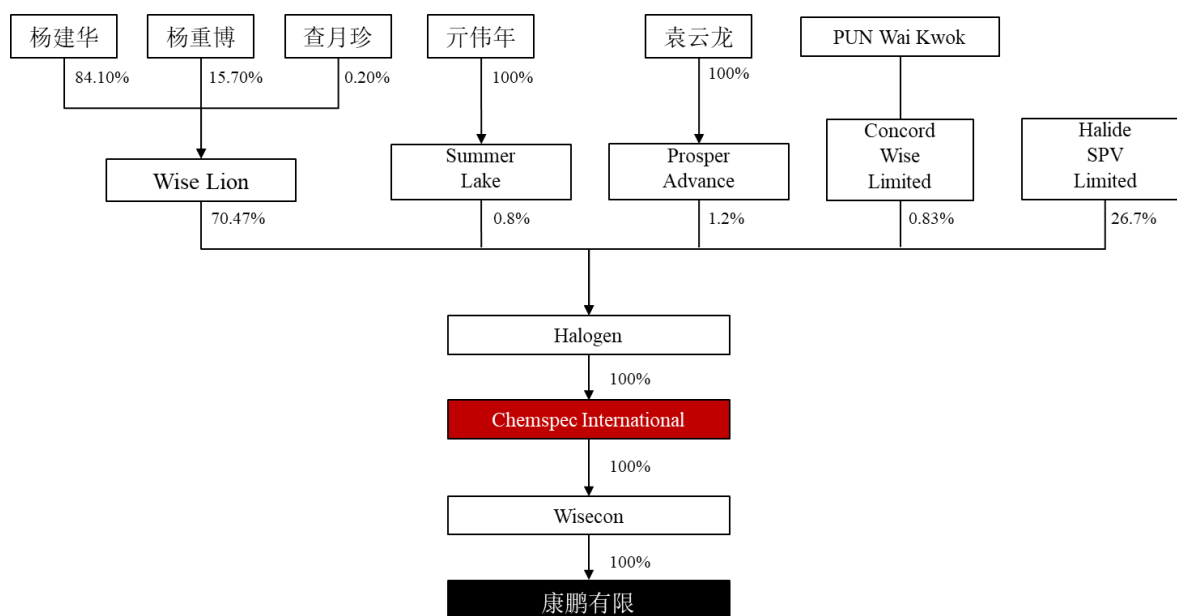 杨建华
杨重博
查月珍
亓伟年
袁云龙
PUN Wai Kwok
84.10%
15.70%
0.20%
100%
100%
Wise Lion
Summer
Lake
Prosper
Advance
Concord
Wise
Limited
Halide
SPV
Limited
70.47%
0.8%
1.2%
0.83%
26.7%
Halogen
100%
Chemspec International
100%
Wisecon
100%
康鹏有限